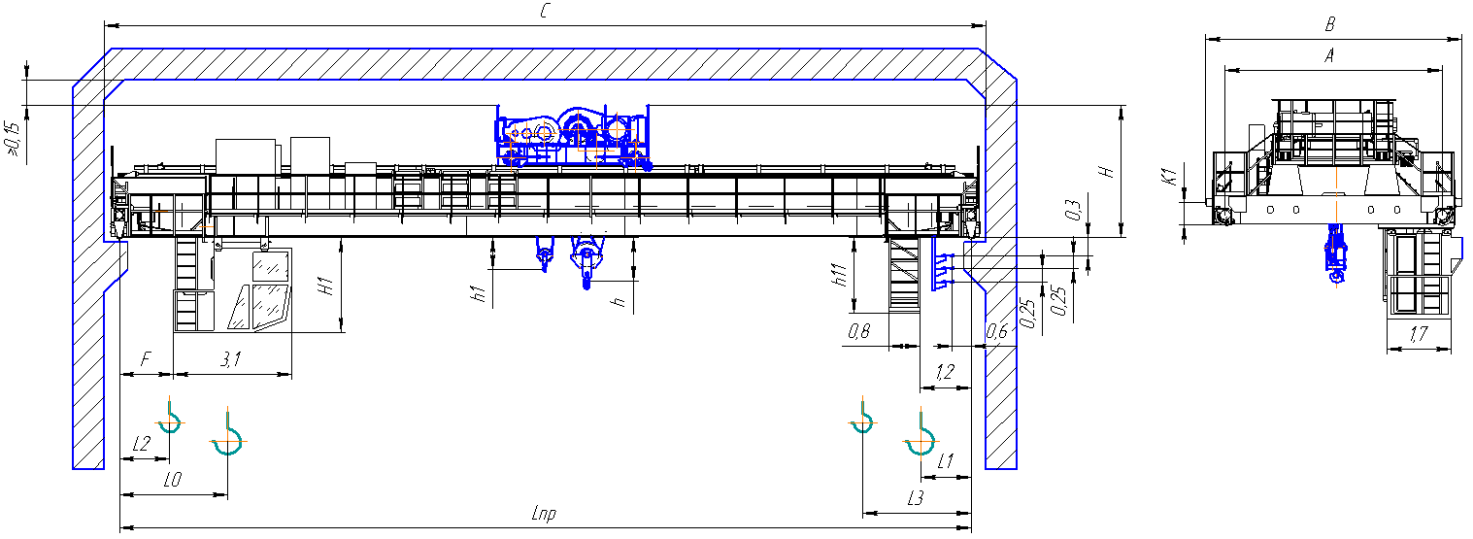 C
B
A
≥0,15
H
K1
0,3
H1
h1
h
h11
0,25
0,25
0,8
0,6
1,7
F
3,1
1,2
L2
L1
L0
L3
Lпр